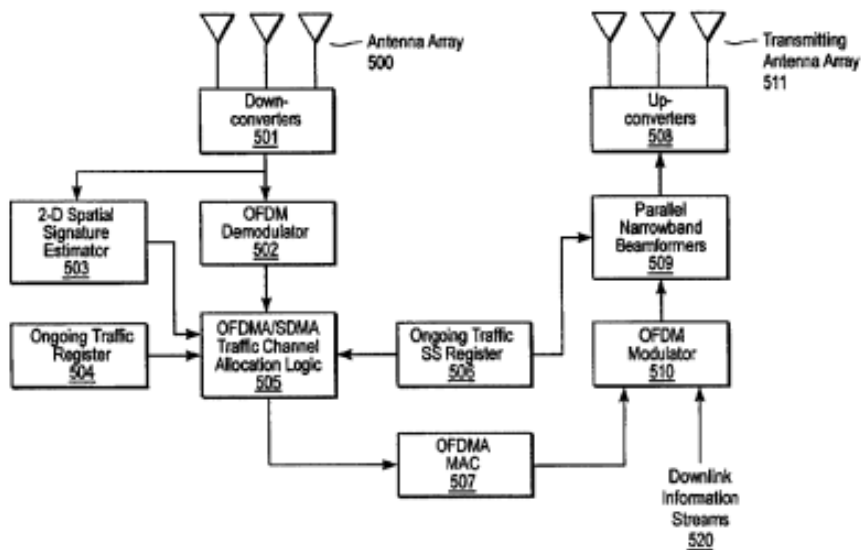 Antenna Array
500
Transmitting
Antenna Array
511
Down-
converters
501
Up-
converters
508
2-D Spatial
Signature
Estimator
503
OFDM
Demodulator
502
Parallel
Narrowband
Beamformers
509
Ongoing Traffic
Register
504
OFDMA/SDMA
Traffic Channel
Allocation Logic
505
Ongoing Traffic
SS Register
506
OFDM
Modulator
510
OFDMA
MAC
507
Downlink
Information
Streams
520